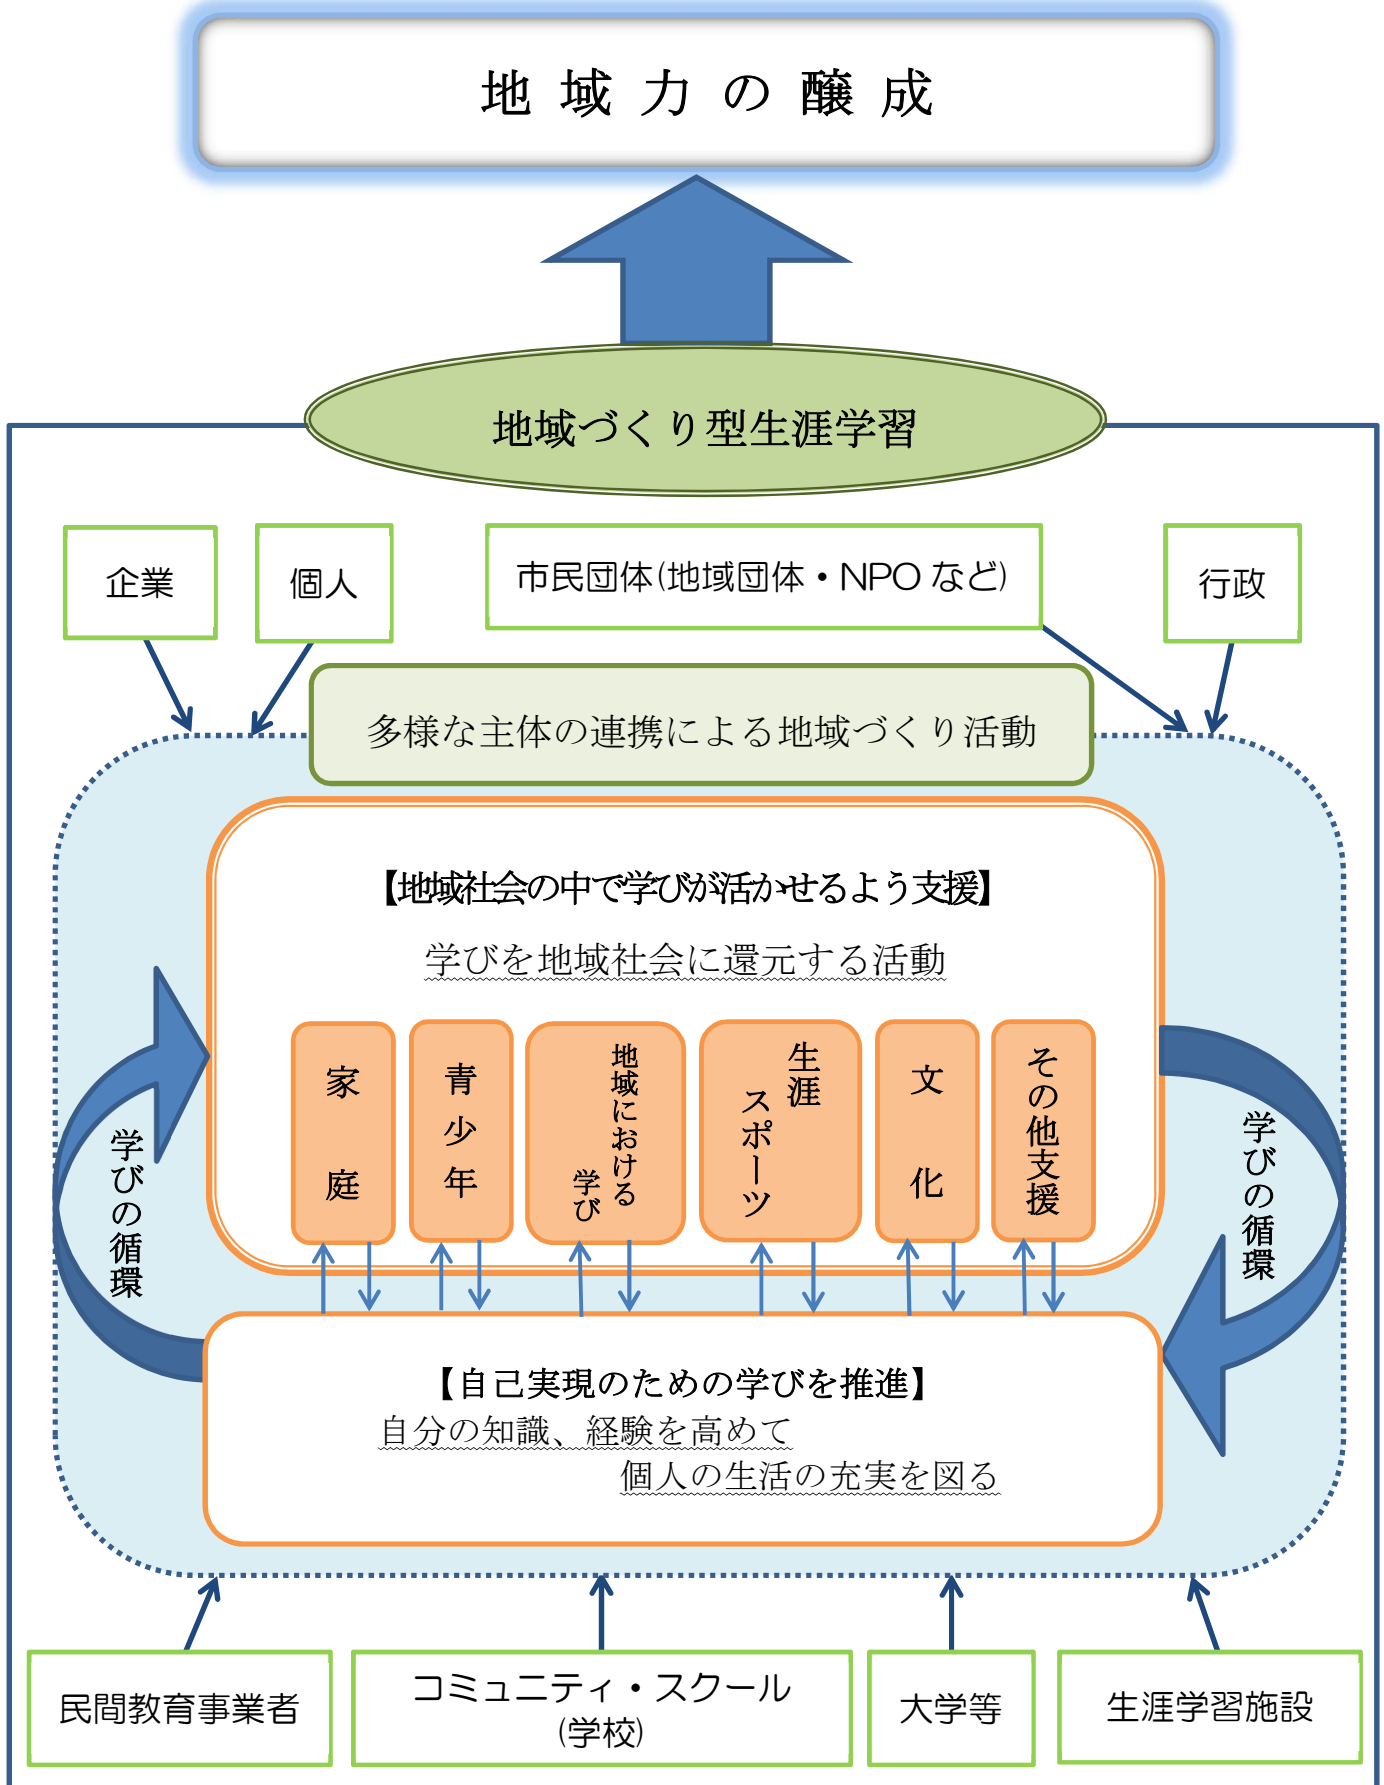 地域力の醸成
地域づくり型生涯学習
企業
個人
市民団体(地域団体・NPO など)
行政
多様な主体の連携による地域づくり活動
【地域社会の中で学びが活かせるよう支援】
学びを地域社会に還元する活動
家庭
青少年
地域における
学び
生涯
スポーツ
文化
その他支援
学びの循環
学びの循環
【自己実現のための学びを推進】
自分の知識、経験を高めて
個人の生活の充実を図る
民間教育事業者
コミュニティ・スクール
(学校)
大学等
生涯学習施設